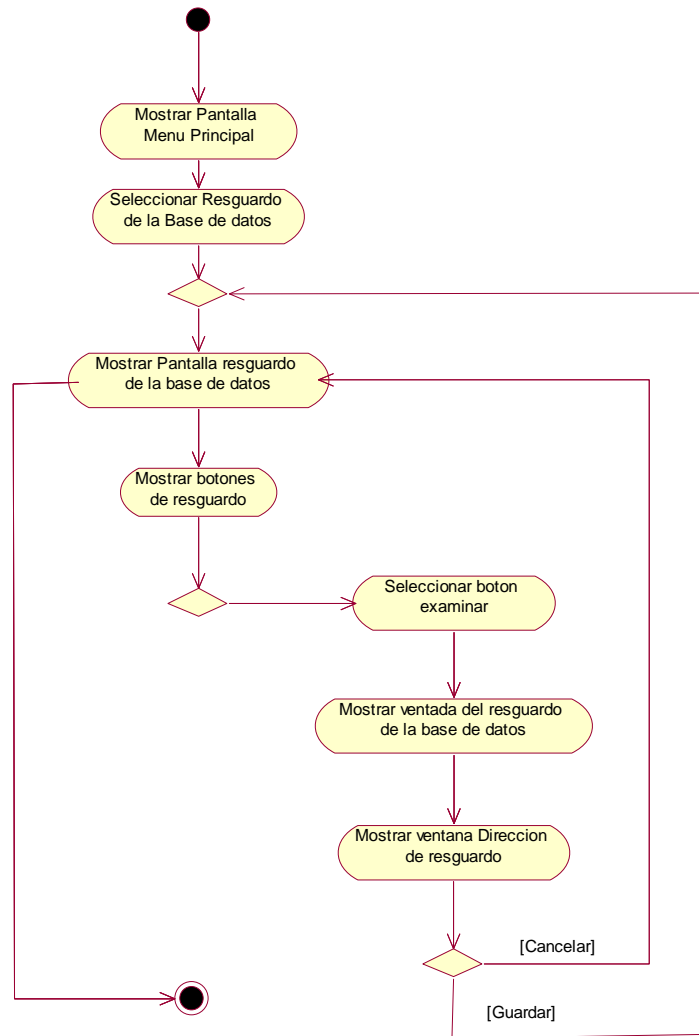 Mostrar Pantalla
Menu Principal
Seleccionar Resguardo
de la Base de datos
Mostrar Pantalla resguardo
de la base de datos
Mostrar botones
de resguardo
Seleccionar boton
examinar
Mostrar ventada del resguardo
de la base de datos
Mostrar ventana Direccion
de resguardo
[Cancelar]
[Guardar]